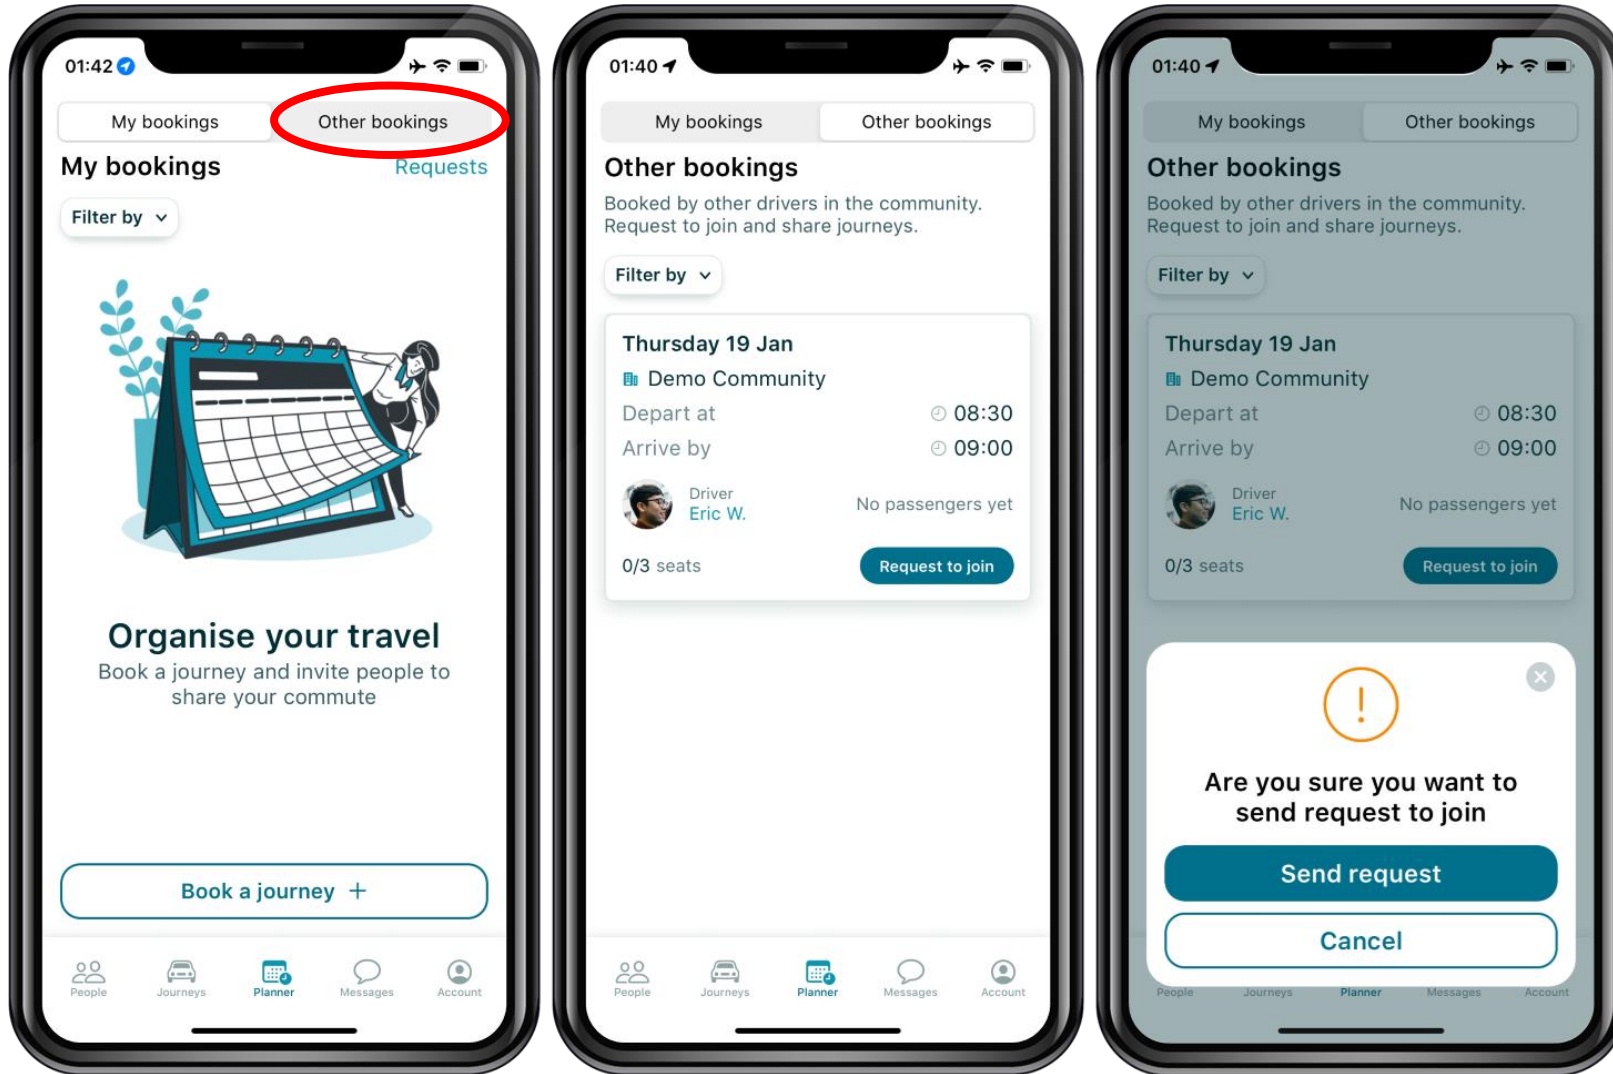 01:42
My bookings
Other bookings
My bookings
Requests
Filter by
Organise your travel
Book a journey and invite people to
share your commute
Book a journey +
People
Journeys
Planner
Messages
Account
01:40
My bookings
Other bookings
Other bookings
Booked by other drivers in the community.
Request to join and share journeys.
Filter by
Thursday 19 Jan
Demo Community
Depart at
08:30
Arrive by
09:00
Driver
Eric W.
No passengers yet
0/3 seats
Request to join
People
Journeys
Planner
Messages
Account
01:40
My bookings
Other bookings
Other bookings
Booked by other drivers in the community.
Request to join and share journeys.
Filter by
Thursday 19 Jan
Demo Community
Depart at
08:30
Arrive by
09:00
Driver
Eric W.
No passengers yet
0/3 seats
Request to join
Are you sure you want to
send request to join
Send request
Cancel
People
Journeys
Planner
Messages
Account